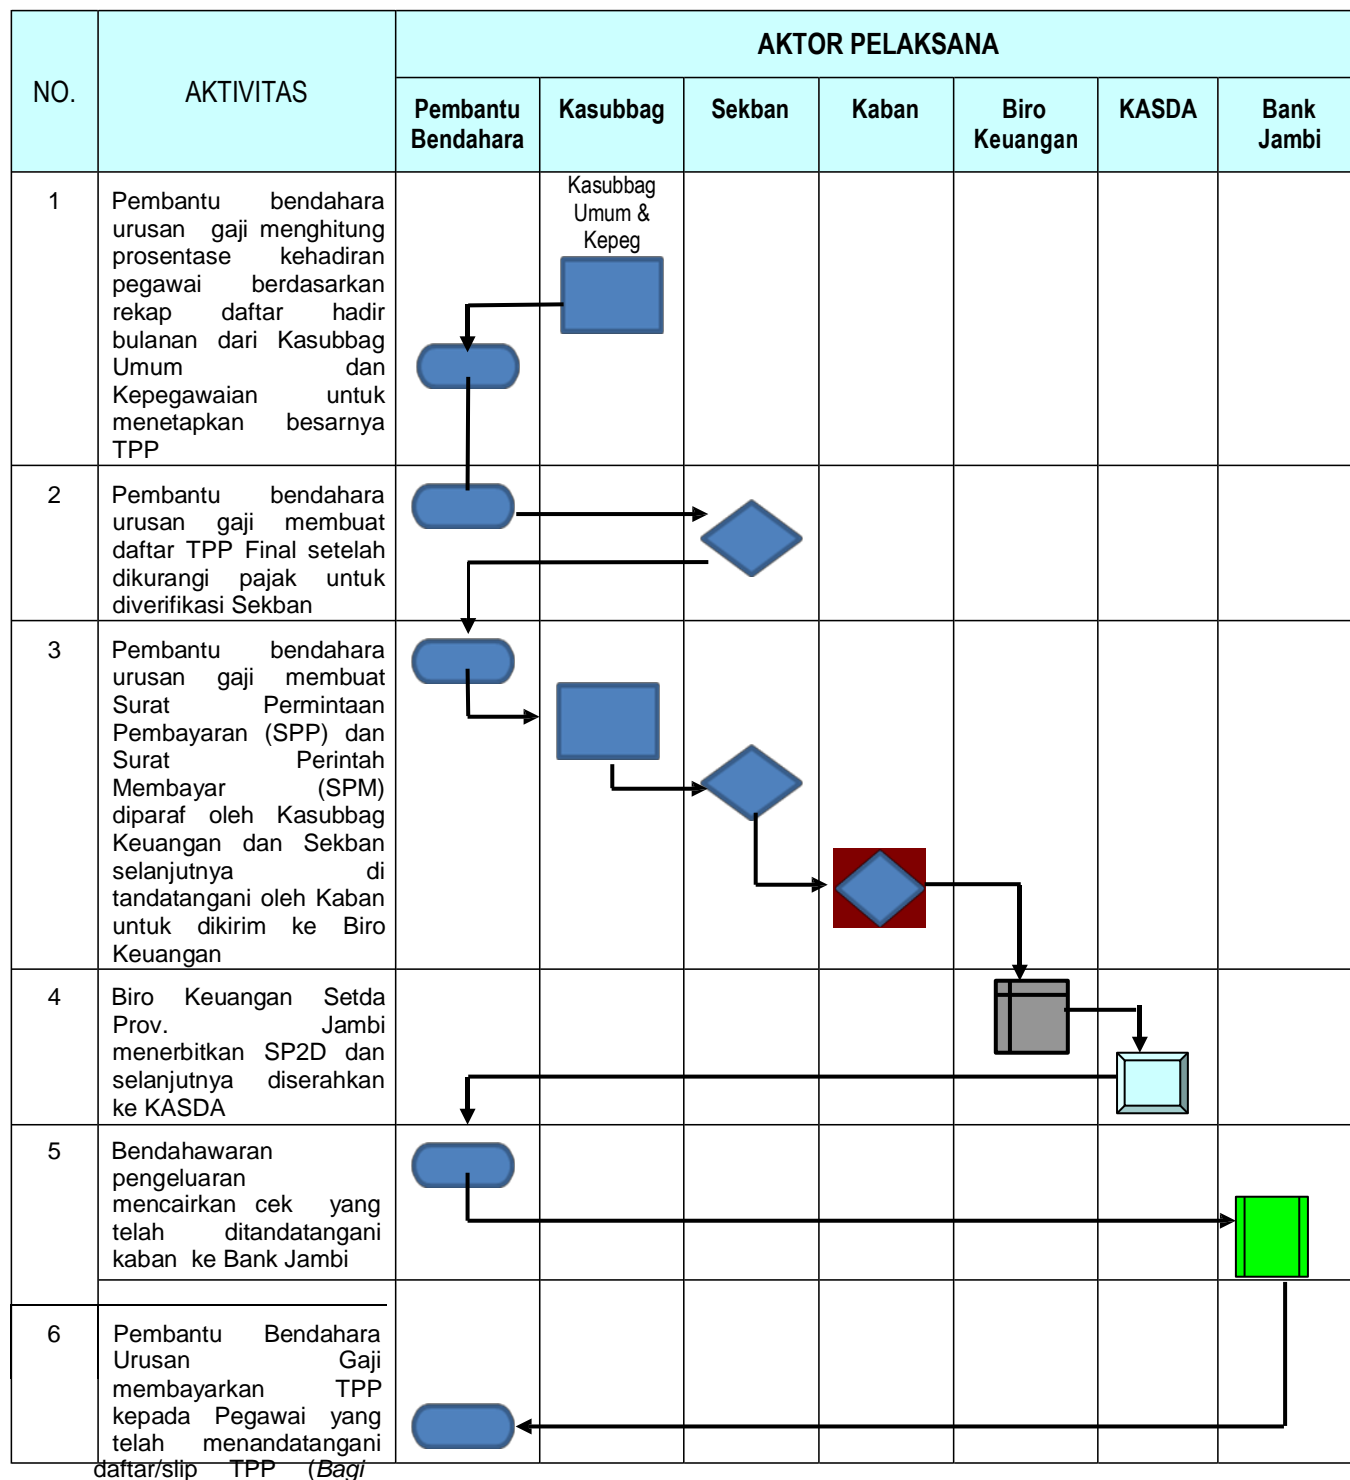 NO.
AKTIVITAS
AKTOR PELAKSANA
Pembantu
Bendahara
Kasubbag
Sekban
Kaban
Biro
Keuangan
KASDA
Bank
Jambi
1
Pembantu bendahara
urusan gaji menghitung
prosentase kehadiran
pegawai berdasarkan
rekap daftar hadir
bulanan dari Kasubbag
Umum dan
Kepegawaian untuk
menetapkan besarnya
TPP
Kasubbag
Umum &
Kepeg
2
Pembantu bendahara
urusan gaji membuat
daftar TPP Final setelah
dikurangi pajak untuk
diverifikasi Sekban
3
Pembantu bendahara
urusan gaji membuat
Surat Permintaan
Pembayaran (SPP) dan
Surat Perintah
Membayar (SPM)
diparaf oleh Kasubbag
Keuangan dan Sekban
selanjutnya di
tandatangani oleh Kaban
untuk dikirim ke Biro
Keuangan
4
Biro Keuangan Setda
Prov. Jambi
menerbitkan SP2D dan
selanjutnya diserahkan
ke KASDA
5
Bendahawaran
pengeluaran
mencairkan cek yang
telah ditandatangani
kaban ke Bank Jambi
6
Pembantu Bendahara
Urusan Gaji
membayarkan TPP
kepada Pegawai yang
telah menandatangani
daftar/slip TPP (Bagi